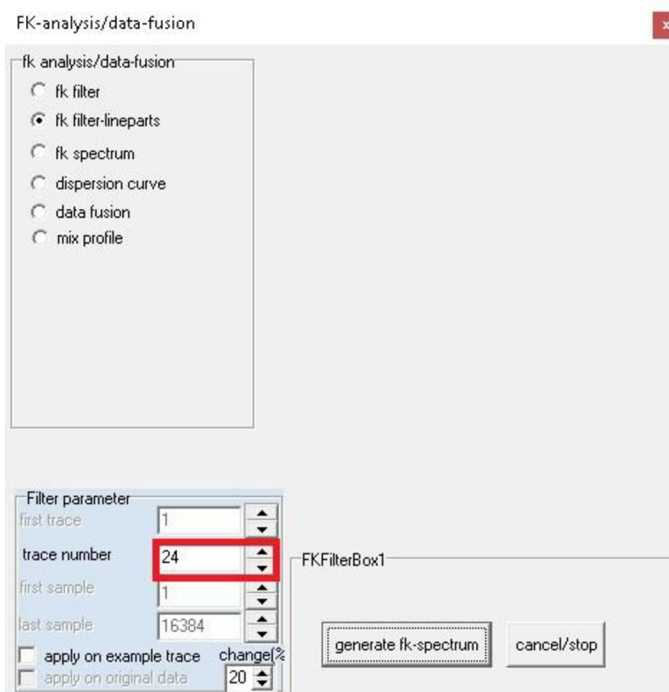 FK-analysis/data-fusion
x
fk analysis/data-fusion
fk filter
fk filter-lineparts
fk spectrum
dispersion curve
data fusion
mix profile
Filter parameter
first trace 1
trace number 24
first sample 1
last sample 16384
apply on example trace change(%
apply on original data 20
FKFilterBox1
generate fk-spectrum cancel/stop